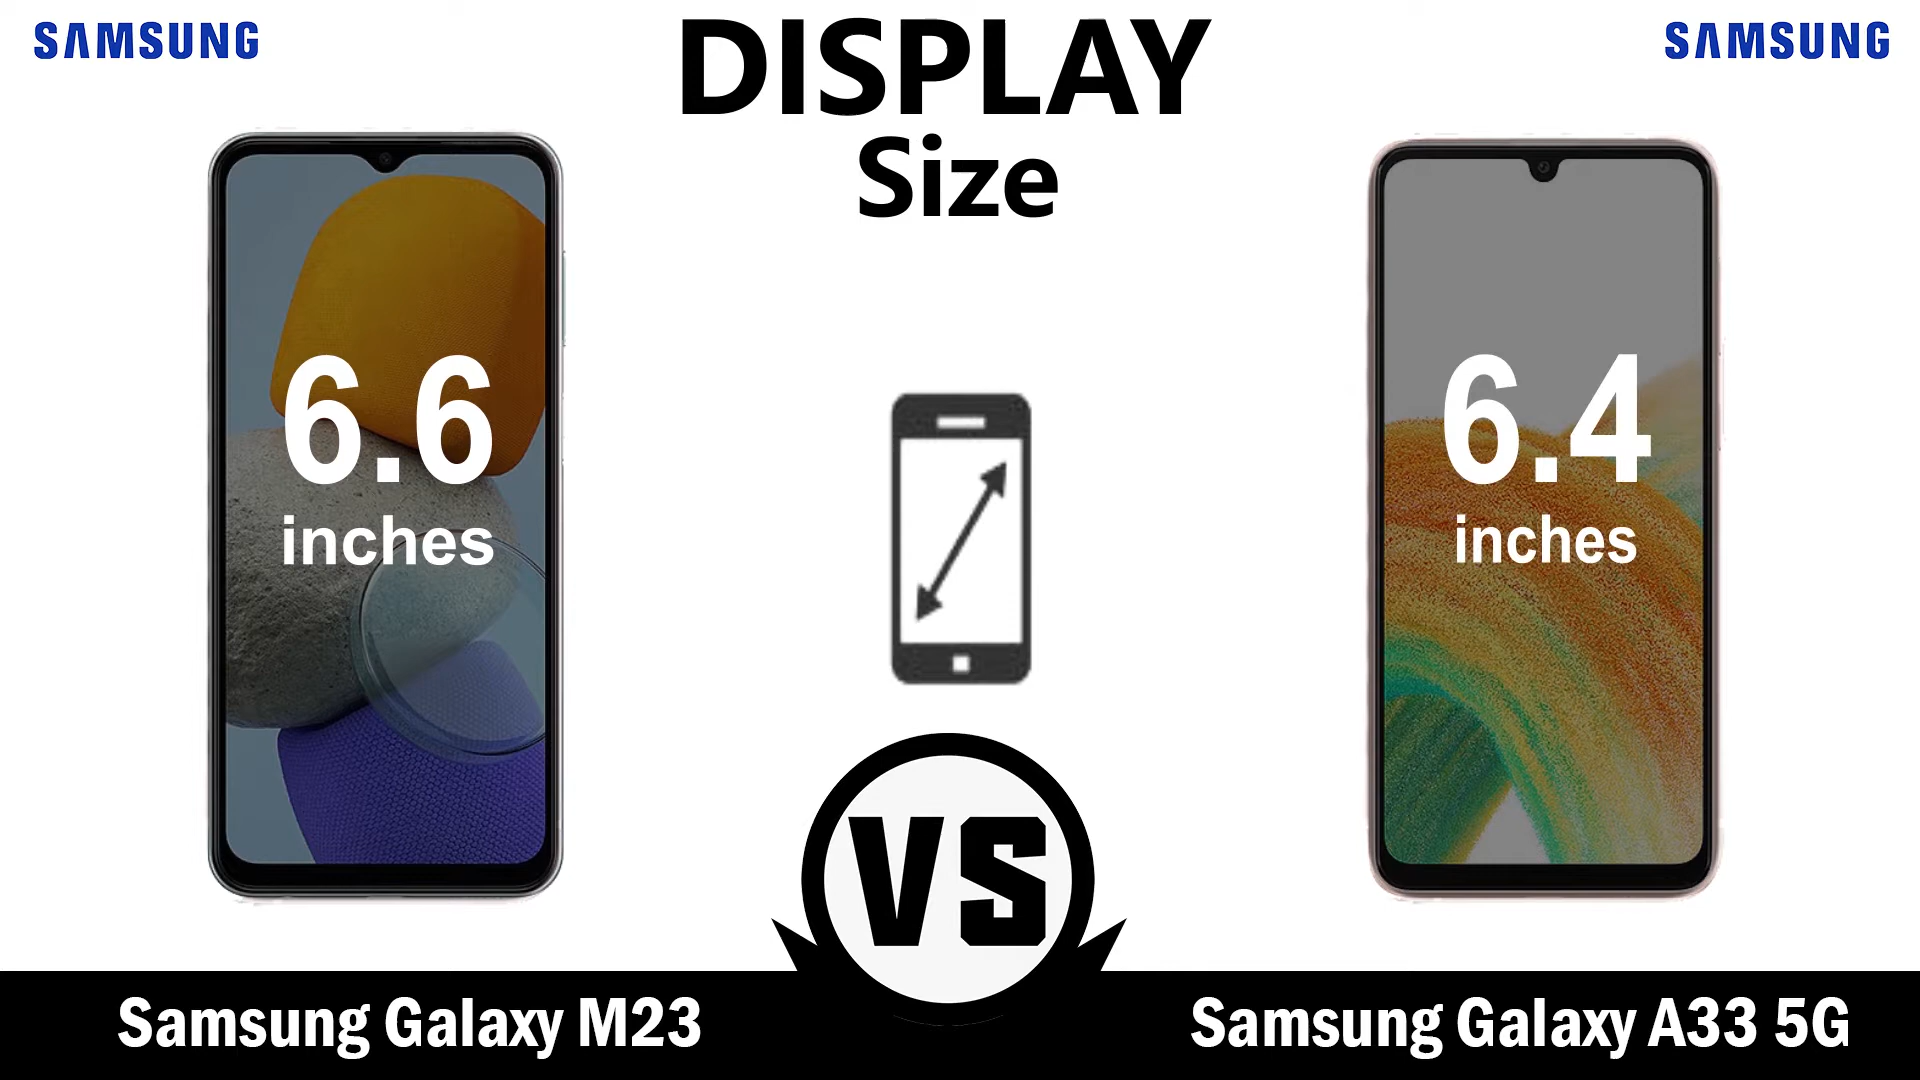 SAMSUNG
DISPLAY
Size
SAMSUNG
6.6
inches
6.4
inches
VS
Samsung Galaxy M23
Samsung Galaxy A33 5G